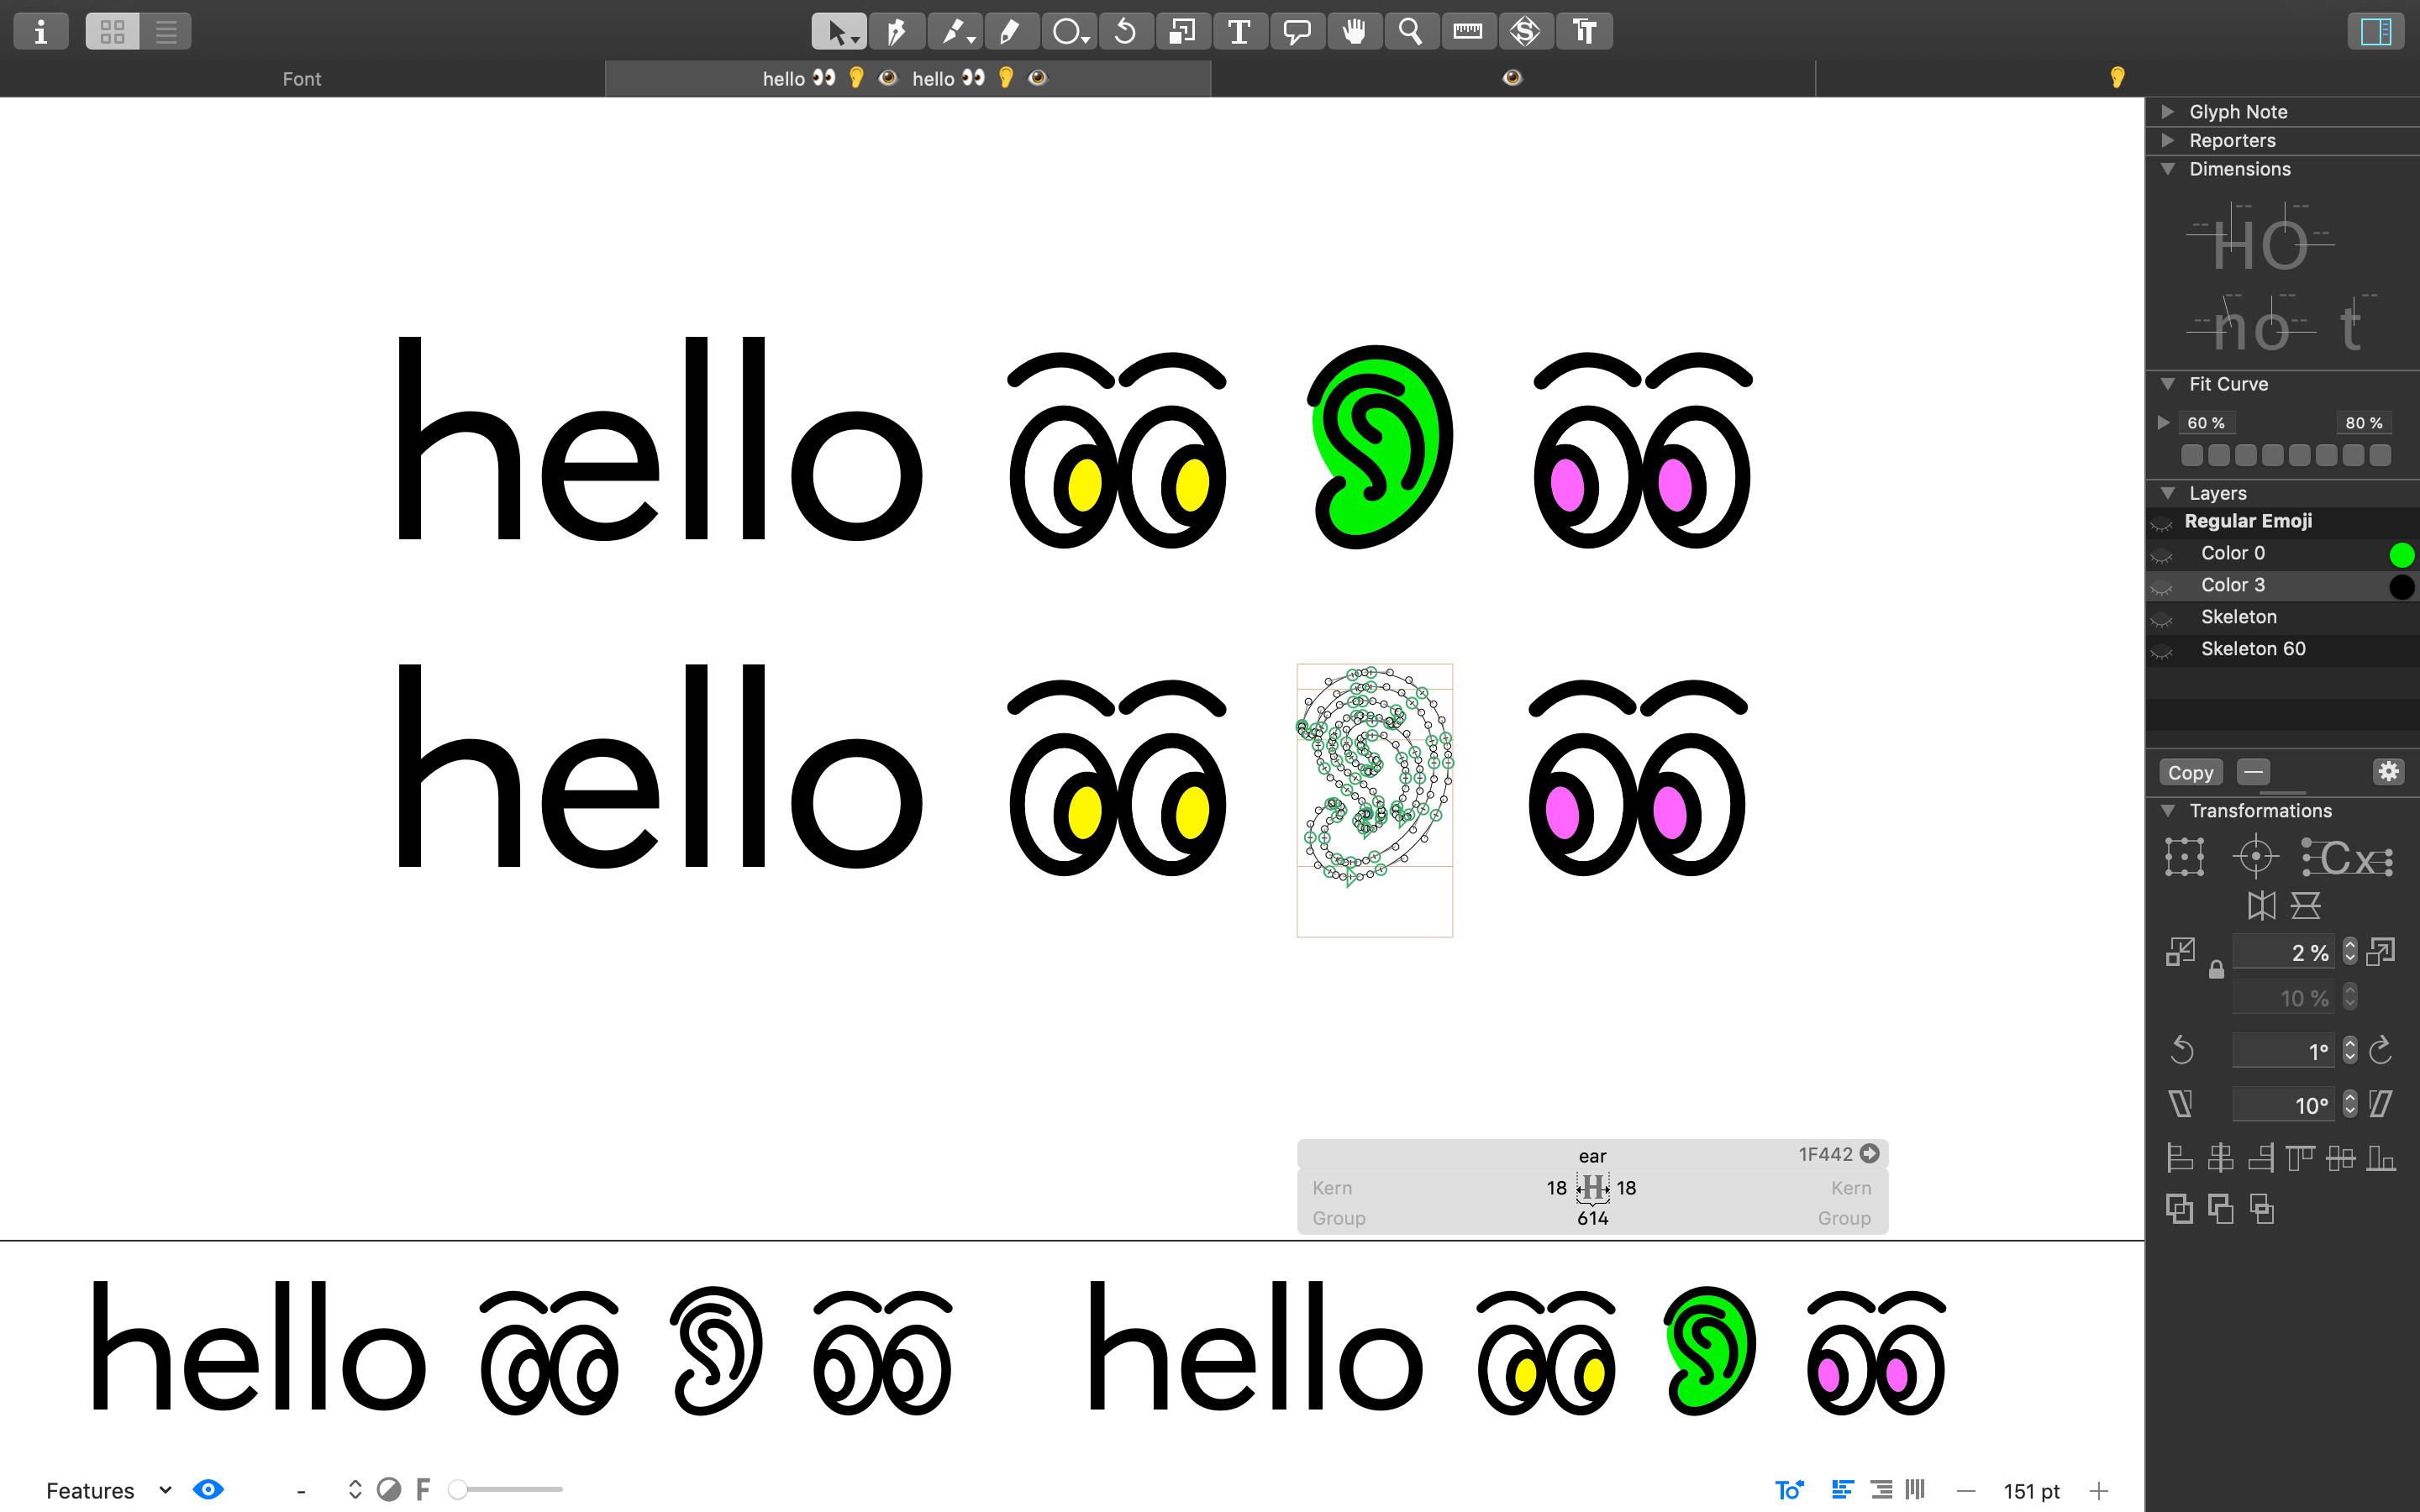 Font
hello 👀 👂 👁 hello 👀 👂 👁
👁
👂
hello
hello
ear
1F442
Kern
18
H
18
Kern
Group
614
Group
hello
hello
Features
-
F
To
151 pt
Glyph Note
Reporters
Dimensions
HO
no t
Fit Curve
60 %
80 %
Layers
Regular Emoji
Color 0
Color 3
Skeleton
Skeleton 60
Copy
Transformations
Cx
2 %
10 %
1°
10°